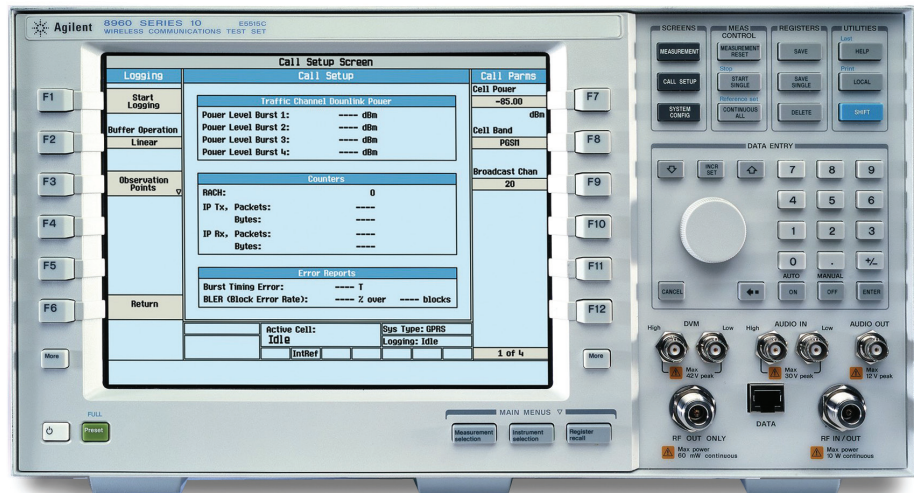 Agilent
8960 SERIES 10 E5515C
WIRELESS COMMUNICATIONS TEST SET
Call Setup Screen
Logging
Call Setup
Call Parms
Start
Logging
Buffer Operation
Linear
Observation
Points
Return
Traffic Channel Downlink Power
Power Level Burst 1: ---- dBm
Power Level Burst 2: ---- dBm
Power Level Burst 3: ---- dBm
Power Level Burst 4: ---- dBm
Counters
RACH: 0
IP Tx, Packets: ----
Bytes: ----
IP Rx, Packets: ----
Bytes: ----
Error Reports
Burst Timing Error: ---- T
BLER (Block Error Rate): ---- % over ---- blocks
Active Cell:
Idle
Sys Type: GPRS
Logging: Idle
IntRef
Cell Power
-85.00
dBm
Cell Band
PGSM
Broadcast Chan
20
1 of 4
F1
F2
F3
F4
F5
F6
More
F7
F8
F9
F10
F11
F12
More
FULL
Preset
MAIN MENUS
Measurement selection
Instrument selection
Register recall
SCREENS
MEASUREMENT
CALL SETUP
SYSTEM CONFIG
MEAS CONTROL
MEASUREMENT RESET
Stop
START SINGLE
Reference set
CONTINUOUS ALL
REGISTERS
SAVE
SAVE SINGLE
DELETE
UTILITIES
Last
HELP
Print
LOCAL
SHIFT
DATA ENTRY
INCR SET
7 8 9
4 5 6
1 2 3
0 . +/-
AUTO MANUAL
CANCEL
ON OFF ENTER
High DVM Low
Max 42 V peak
High AUDIO IN Low
Max 30 V peak
AUDIO OUT
Max 12 V peak
RF OUT ONLY
Max power
60 mW continuous
DATA
RF IN/OUT
Max power
10 W continuous